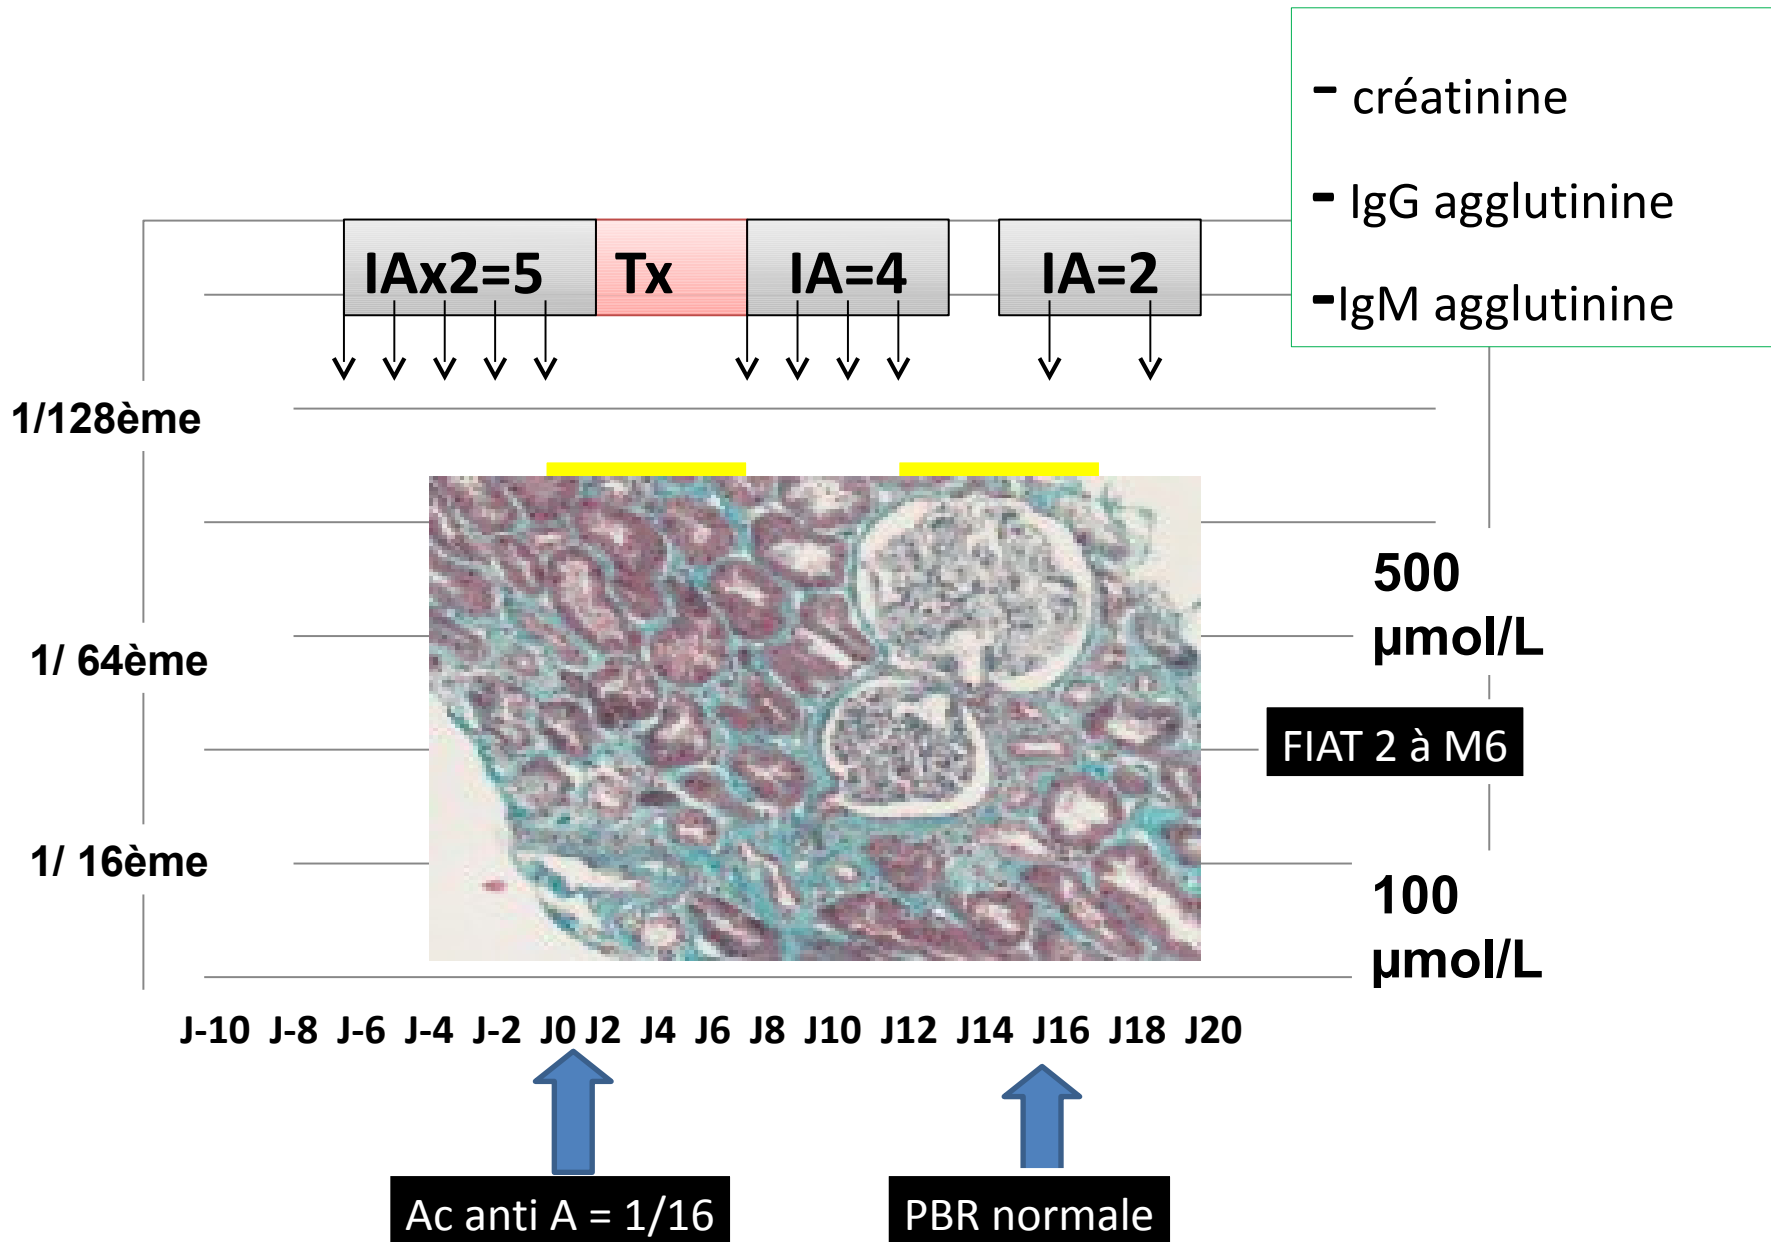 - créatinine
- IgG agglutinine
-IgM agglutinine
IAx2=5 Tx IA=4 IA=2
1/128ème
500
µmol/L
1/ 64ème
FIAT 2 à M6
1/ 16ème
100
µmol/L
J-10 J-8 J-6 J-4 J-2 J0 J2 J4 J6 J8 J10 J12 J14 J16 J18 J20
Ac anti A = 1/16
PBR normale